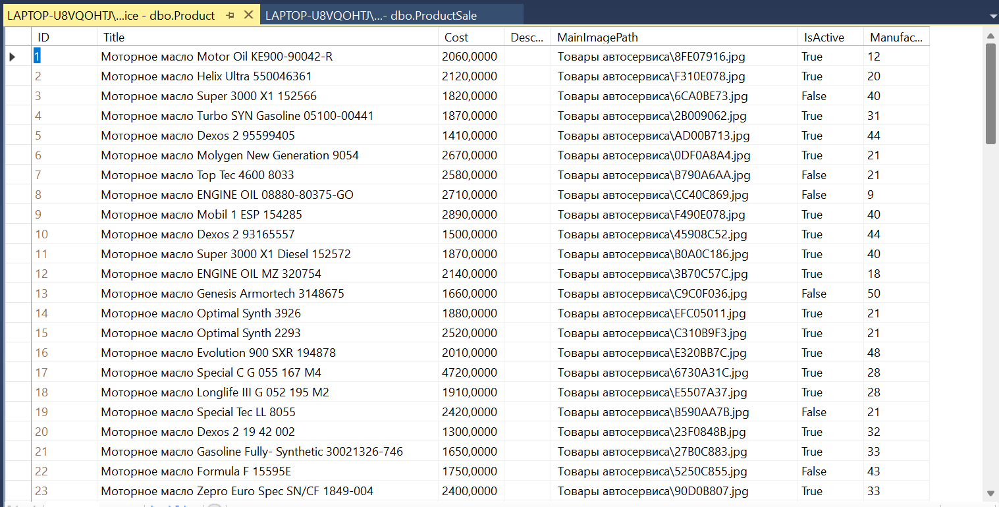 LAPTOP-U8VQOHTJ\...ice - dbo.Product LAPTOP-U8VQOHTJ\...- dbo.ProductSale
ID Title Cost Desc... MainImagePath IsActive Manufac...
1 Моторное масло Motor Oil KE900-90042-R 2060,0000 Товары автосервиса\8FE07916.jpg True 12
2 Моторное масло Helix Ultra 550046361 2120,0000 Товары автосервиса\F310E078.jpg True 20
3 Моторное масло Super 3000 X1 152566 1820,0000 Товары автосервиса\6CA0BE73.jpg False 40
4 Моторное масло Turbo SYN Gasoline 05100-00441 1870,0000 Товары автосервиса\2B009062.jpg True 31
5 Моторное масло Dexos 2 95599405 1410,0000 Товары автосервиса\AD00B713.jpg True 44
6 Моторное масло Molygen New Generation 9054 2670,0000 Товары автосервиса\0DF0A8A4.jpg True 21
7 Моторное масло Top Tec 4600 8033 2580,0000 Товары автосервиса\B790A6AA.jpg False 21
8 Моторное масло ENGINE OIL 08880-80375-GO 2710,0000 Товары автосервиса\CC40C869.jpg False 9
9 Моторное масло Mobil 1 ESP 154285 2890,0000 Товары автосервиса\F490E078.jpg True 40
10 Моторное масло Dexos 2 93165557 1500,0000 Товары автосервиса\45908C52.jpg True 44
11 Моторное масло Super 3000 X1 Diesel 152572 1870,0000 Товары автосервиса\B0A0C186.jpg True 40
12 Моторное масло ENGINE OIL MZ 320754 2140,0000 Товары автосервиса\3B70C57C.jpg True 18
13 Моторное масло Genesis Armortech 3148675 1660,0000 Товары автосервиса\C9C0F036.jpg False 50
14 Моторное масло Optimal Synth 3926 1880,0000 Товары автосервиса\EFC05011.jpg True 21
15 Моторное масло Optimal Synth 2293 2520,0000 Товары автосервиса\C310B9F3.jpg True 21
16 Моторное масло Evolution 900 SXR 194878 2010,0000 Товары автосервиса\E320BB7C.jpg True 48
17 Моторное масло Special С G 055 167 M4 4720,0000 Товары автосервиса\6730A31C.jpg True 28
18 Моторное масло Longlife III G 052 195 M2 1910,0000 Товары автосервиса\E5507A37.jpg True 28
19 Моторное масло Special Tec LL 8055 2420,0000 Товары автосервиса\B590AA7B.jpg False 21
20 Моторное масло Dexos 2 19 42 002 1300,0000 Товары автосервиса\23F0848B.jpg True 32
21 Моторное масло Gasoline Fully- Synthetic 30021326-746 1650,0000 Товары автосервиса\27B0C883.jpg True 33
22 Моторное масло Formula F 15595E 1750,0000 Товары автосервиса\5250C855.jpg False 43
23 Моторное масло Zepro Euro Spec SN/CF 1849-004 2400,0000 Товары автосервиса\90D0B807.jpg True 33